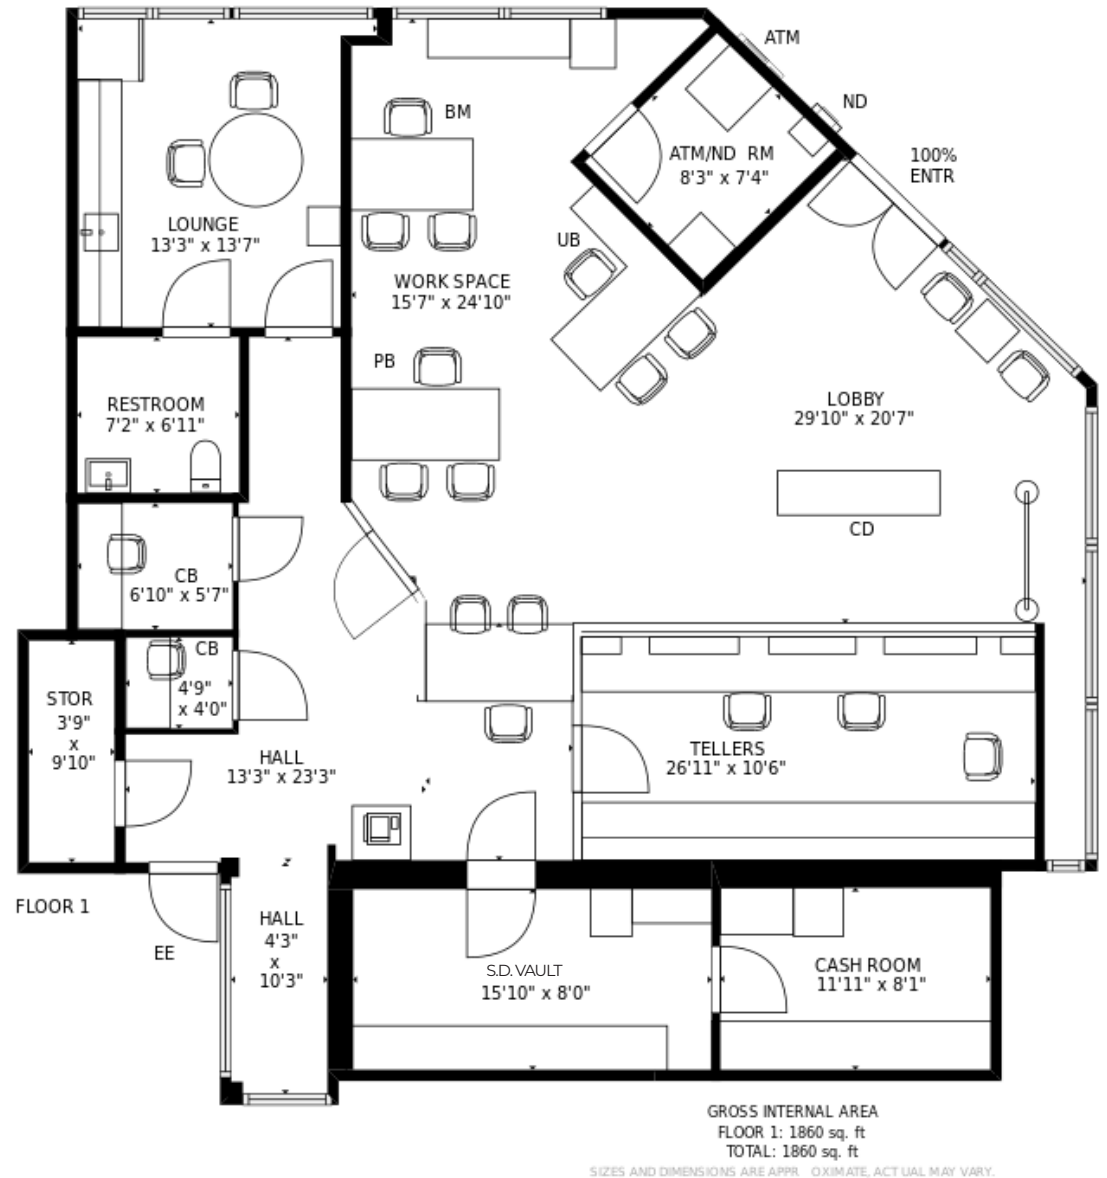 ATM
ND
BM
ATM/ND RM
8'3" x 7'4"
100%
ENTR
LOUNGE
13'3" x 13'7"
UB
WORK SPACE
15'7" x 24'10"
PB
RESTROOM
7'2" x 6'11"
LOBBY
29'10" x 20'7"
CD
CB
6'10" x 5'7"
CB
4'9"
x 4'0"
STOR
3'9"
x
9'10"
HALL
13'3" x 23'3"
TELLERS
26'11" x 10'6"
FLOOR 1
EE
HALL
4'3"
x
10'3"
S.D. VAULT
15'10" x 8'0"
CASH ROOM
11'11" x 8'1"
GROSS INTERNAL AREA
FLOOR 1: 1860 sq. ft
TOTAL: 1860 sq. ft
SIZES AND DIMENSIONS ARE APPR OXIMATE, ACT UAL MAY VARY.